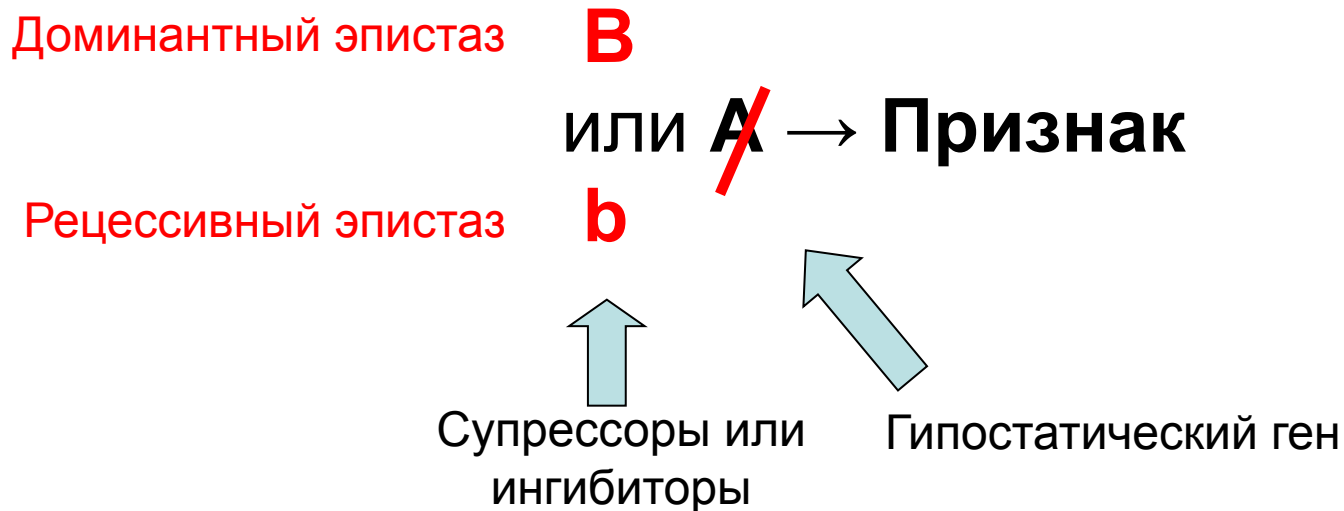 Доминантный эпистаз B
или A → Признак
Рецессивный эпистаз b
Супрессоры или
ингибиторы
Гипостатический ген